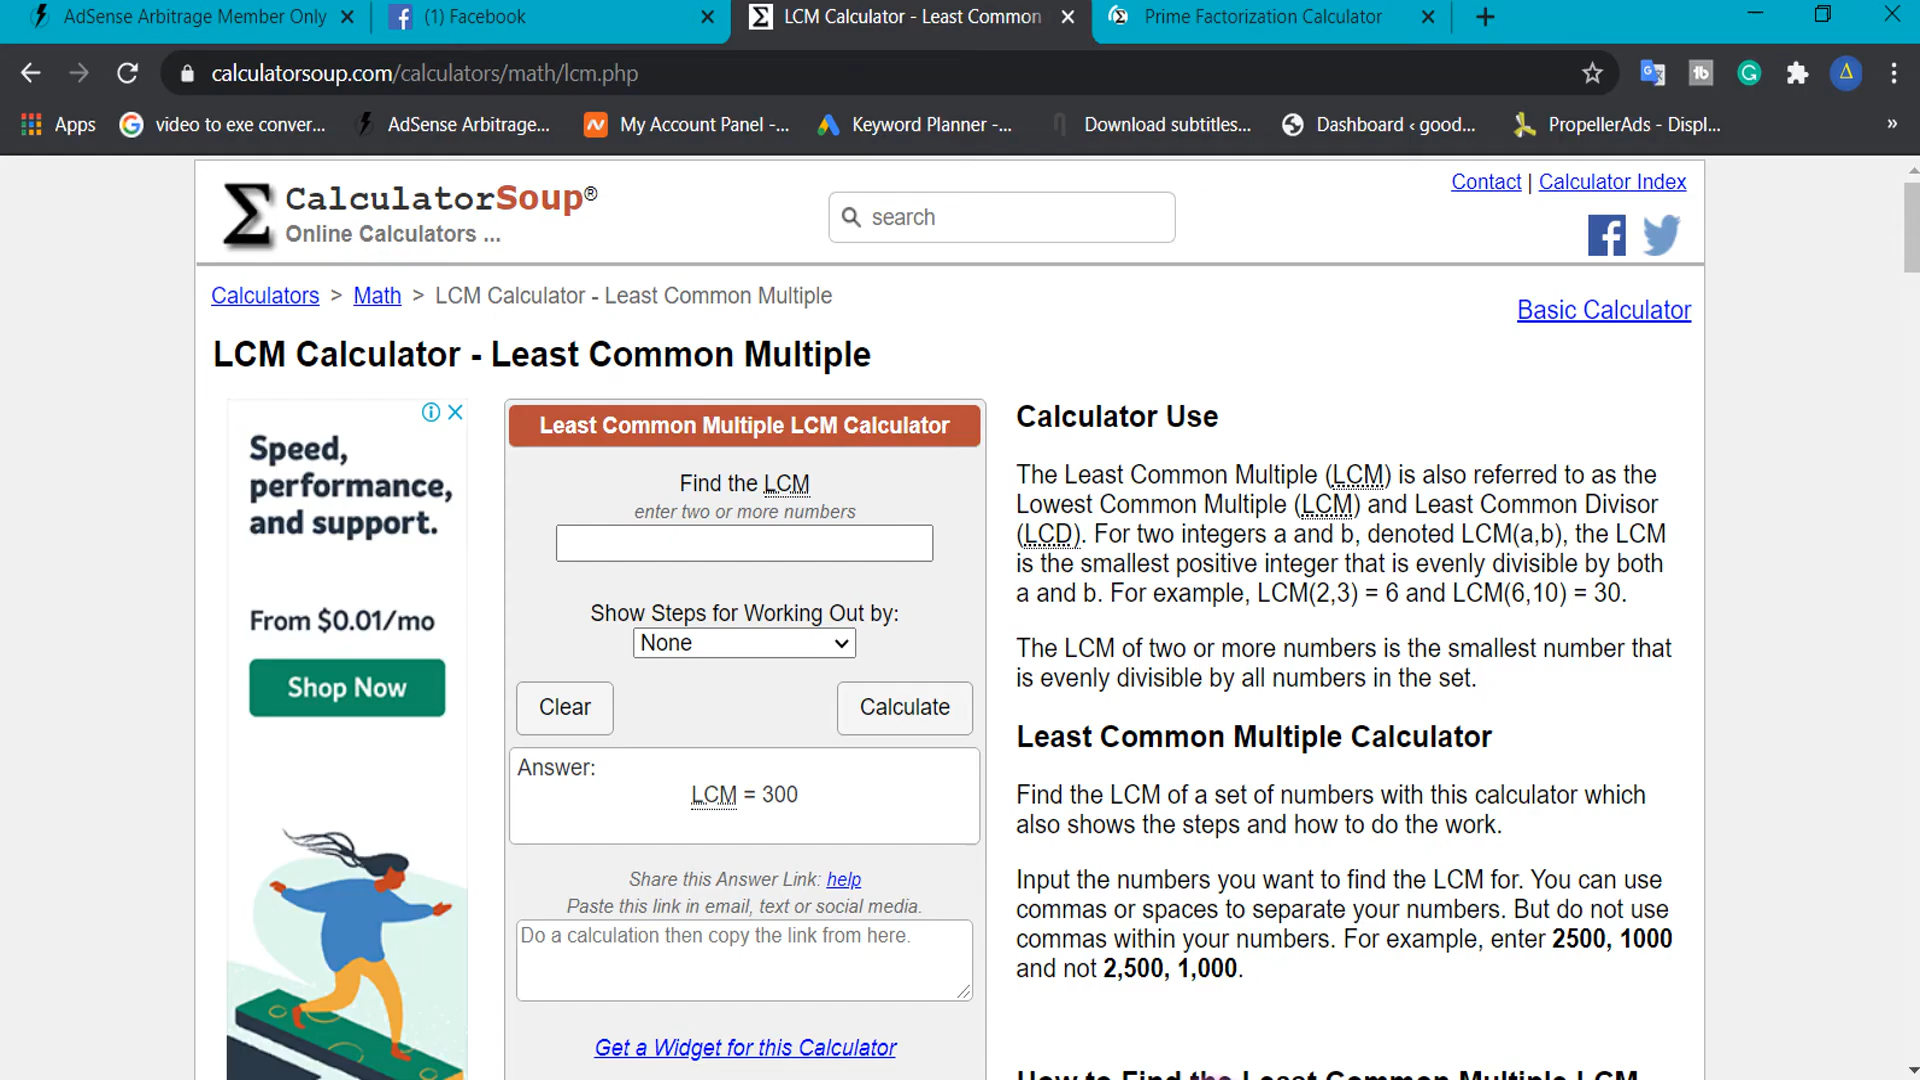 AdSense Arbitrage Member Only
(1) Facebook
LCM Calculator - Least Common
Prime Factorization Calculator
calculatorsoup.com/calculators/math/lcm.php
Apps
video to exe conver...
AdSense Arbitrage...
My Account Panel -...
Keyword Planner -...
Download subtitles...
Dashboard ‹ good...
PropellerAds - Displ...
»
CalculatorSoup®
Online Calculators ...
search
Contact | Calculator Index
Calculators > Math > LCM Calculator - Least Common Multiple
Basic Calculator
LCM Calculator - Least Common Multiple
Speed,
performance,
and support.
From $0.01/mo
Shop Now
Least Common Multiple LCM Calculator
Find the LCM
enter two or more numbers
Show Steps for Working Out by:
None
Clear
Calculate
Answer:
LCM = 300
Share this Answer Link: help
Paste this link in email, text or social media.
Do a calculation then copy the link from here.
Get a Widget for this Calculator
Calculator Use
The Least Common Multiple (LCM) is also referred to as the
Lowest Common Multiple (LCM) and Least Common Divisor
(LCD). For two integers a and b, denoted LCM(a,b), the LCM
is the smallest positive integer that is evenly divisible by both
a and b. For example, LCM(2,3) = 6 and LCM(6,10) = 30.
The LCM of two or more numbers is the smallest number that
is evenly divisible by all numbers in the set.
Least Common Multiple Calculator
Find the LCM of a set of numbers with this calculator which
also shows the steps and how to do the work.
Input the numbers you want to find the LCM for. You can use
commas or spaces to separate your numbers. But do not use
commas within your numbers. For example, enter 2500, 1000
and not 2,500, 1,000.
How to Find the Least Common Multiple LCM